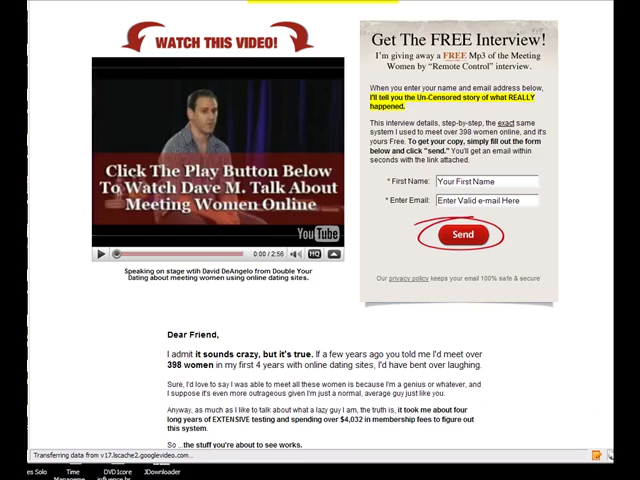 WATCH THIS VIDEO!
Click The Play Button Below
To Watch Dave M. Talk About
Meeting Women Online
YouTube
0:00 / 2:56
HQ
Speaking on stage wtih David DeAngelo from Double Your
Dating about meeting women using online dating sites.
Get The FREE Interview!
I'm giving away a FREE Mp3 of the Meeting
Women by "Remote Control" interview.
When you enter your name and email address below,
I'll tell you the Un-Censored story of what REALLY
happened.
This interview details, step-by-step, the exact same
system I used to meet over 398 women online, and it's
yours Free. To get your copy, simply fill out the form
below and click "send." You'll get an email within
seconds with the link attached.
* First Name: Your First Name
* Enter Email: Enter Valid e-mail Here
Send
Our privacy policy keeps your email 100% safe & secure
Dear Friend,
I admit it sounds crazy, but it's true. If a few years ago you told me I'd meet over
398 women in my first 4 years with online dating sites, I'd have bent over laughing.
Sure, I'd love to say I was able to meet all these women is because I'm a genius or whatever, and
I suppose it's even more outrageous given I'm just a normal, average guy just like you.
Anyway, as much as I like to talk about what a lazy guy I am, the truth is, it took me about four
long years of EXTENSIVE testing and spending over $4,032 in membership fees to figure out
this system.
So ...the stuff you're about to see works.
Transferring data from v17.lscache2.googlevideo.com...
es Solo Time DVD1core JDownloader
Manageme...